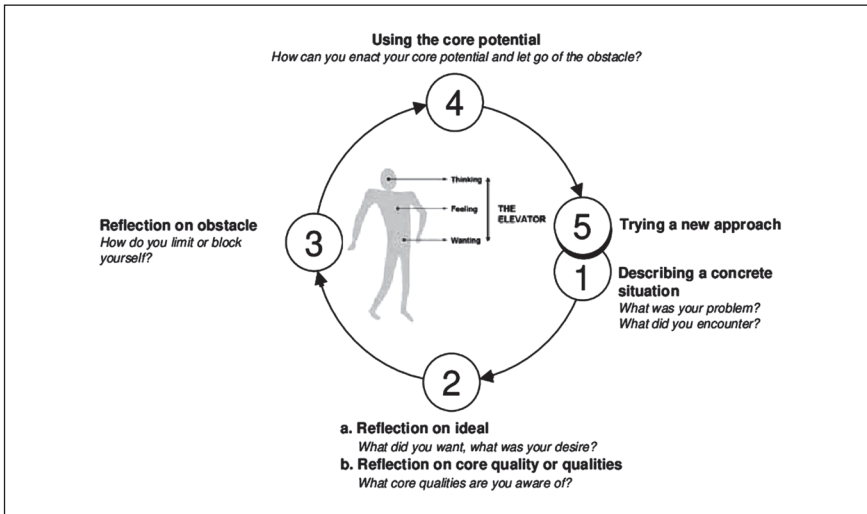 Using the core potential
How can you enact your core potential and let go of the obstacle?
4
Thinking
Feeling
Wanting
THE
ELEVATOR
Reflection on obstacle
How do you limit or block
yourself?
3
5
Trying a new approach
1
Describing a concrete
situation
What was your problem?
What did you encounter?
2
a. Reflection on ideal
What did you want, what was your desire?
b. Reflection on core quality or qualities
What core qualities are you aware of?